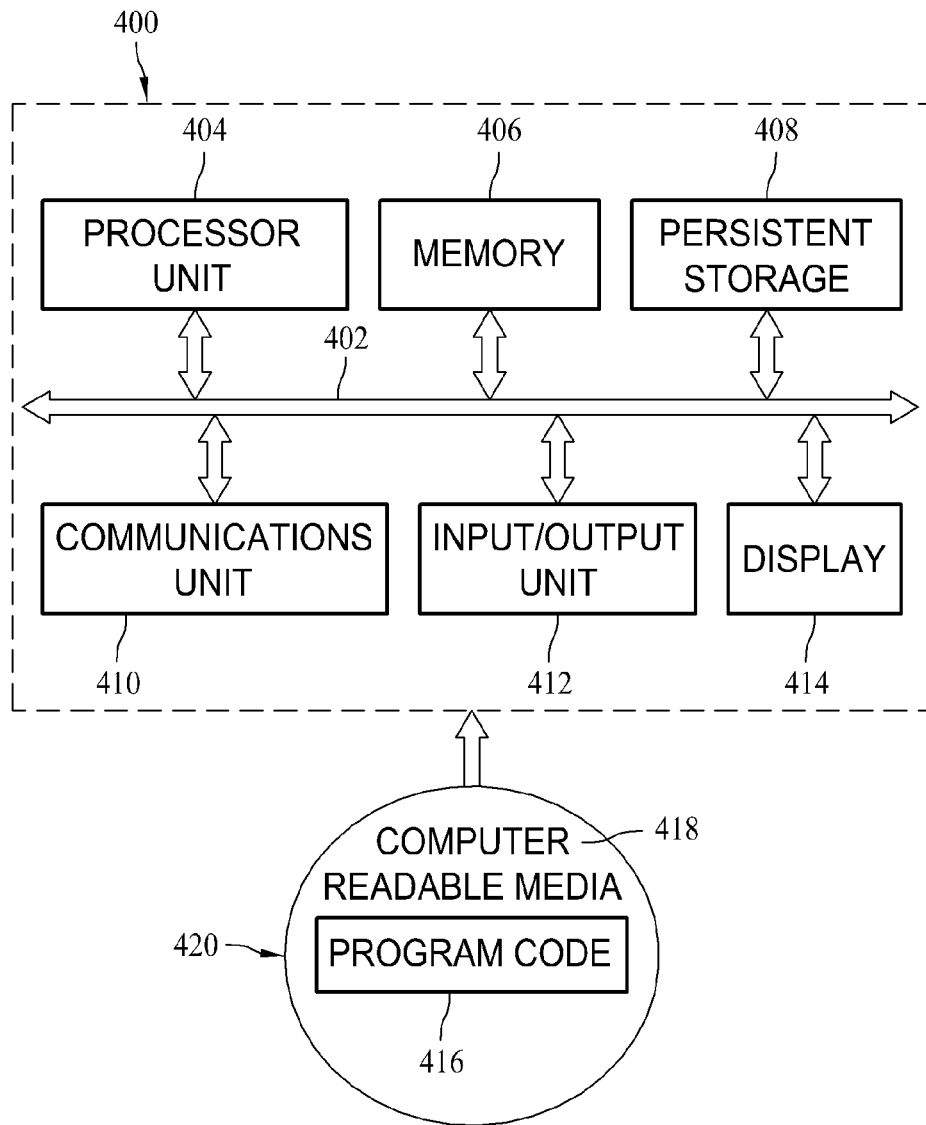 400
404
406
408
PROCESSOR
UNIT
MEMORY
PERSISTENT
STORAGE
402
COMMUNICATIONS
UNIT
INPUT/OUTPUT
UNIT
DISPLAY
410
412
414
COMPUTER
READABLE MEDIA
418
PROGRAM CODE
420
416